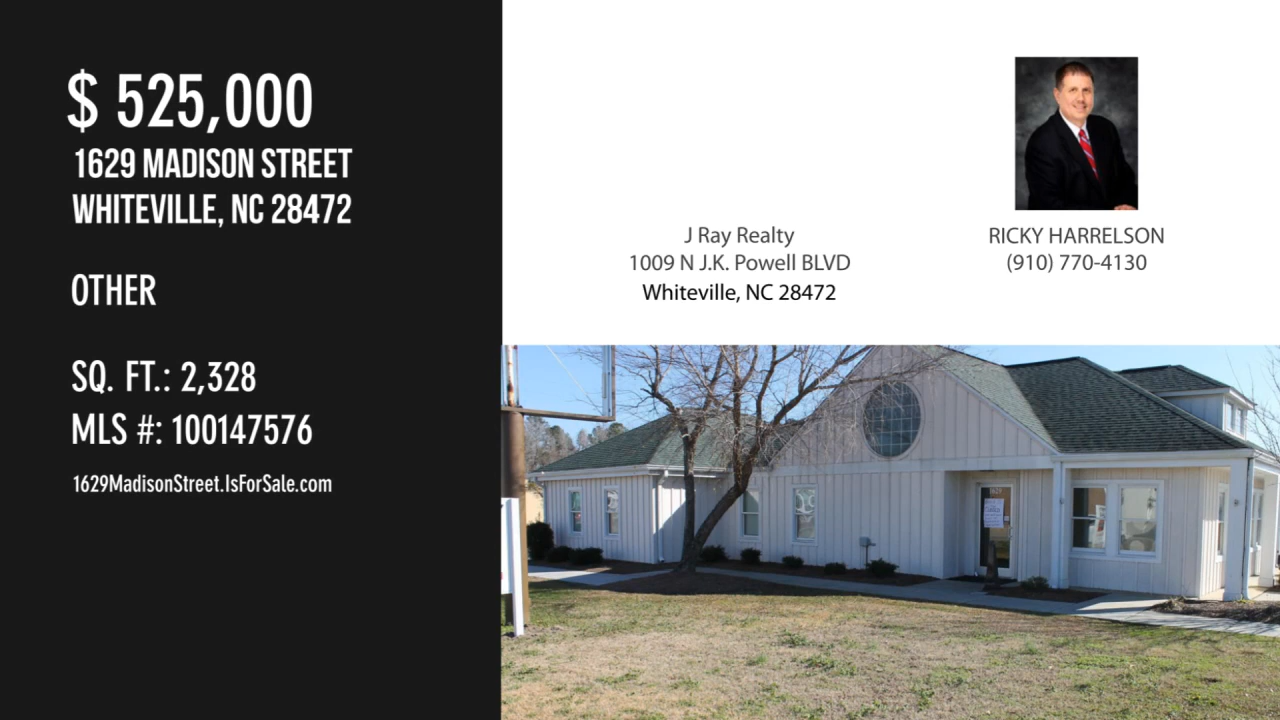 $ 525,000
1629 MADISON STREET
WHITEVILLE, NC 28472
OTHER
SQ. FT.: 2,328
MLS #: 100147576
1629MadisonStreet.IsForSale.com
J Ray Realty
1009 N J.K. Powell BLVD
Whiteville, NC 28472
RICKY HARRELSON
(910) 770-4130
1629